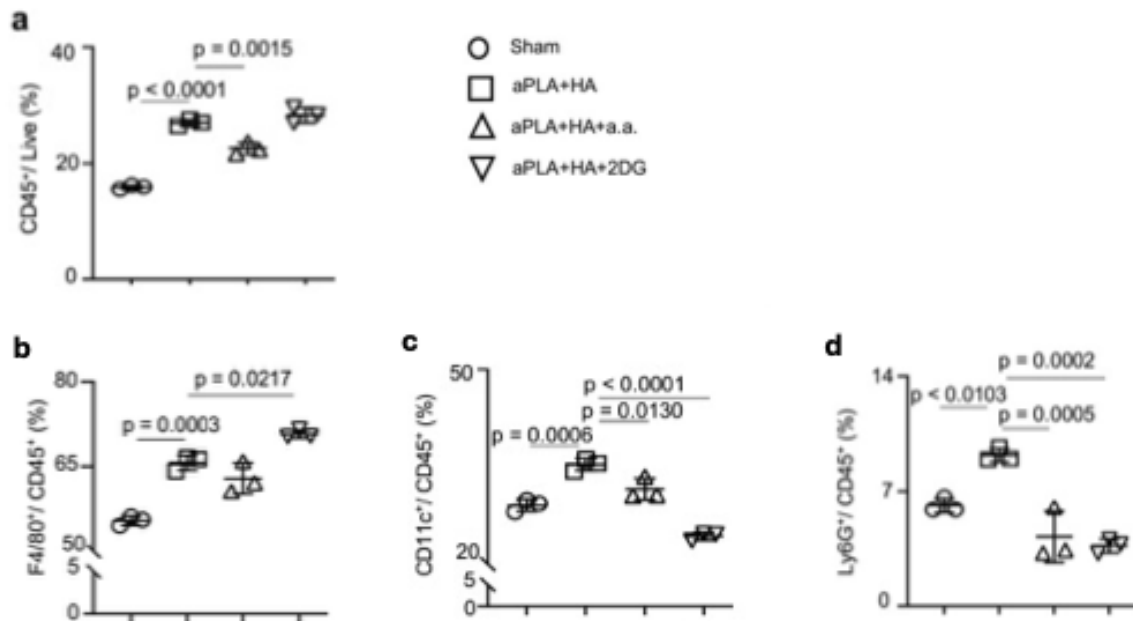 a
40
20
0
CD45⁺/ Live (%)
p = 0.0015
p < 0.0001
Sham
aPLA+HA
aPLA+HA+a.a.
aPLA+HA+2DG
b
80
65
50
5
0
F4/80⁺/ CD45⁺ (%)
p = 0.0217
p = 0.0003
c
50
20
5
0
CD11c⁺/ CD45⁺ (%)
p < 0.0001
p = 0.0130
p = 0.0006
d
14
7
0
Ly6G⁺/ CD45⁺ (%)
p = 0.0002
p < 0.0103
p = 0.0005